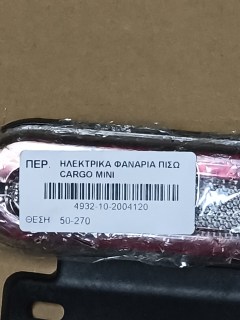 ΠΕΡ. ΗΛΕΚΤΡΙΚΑ ΦΑΝΑΡΙΑ ΠΙΣΩ
CARGO MINI
4932-10-2004120
ΘΕΣΗ 50-270